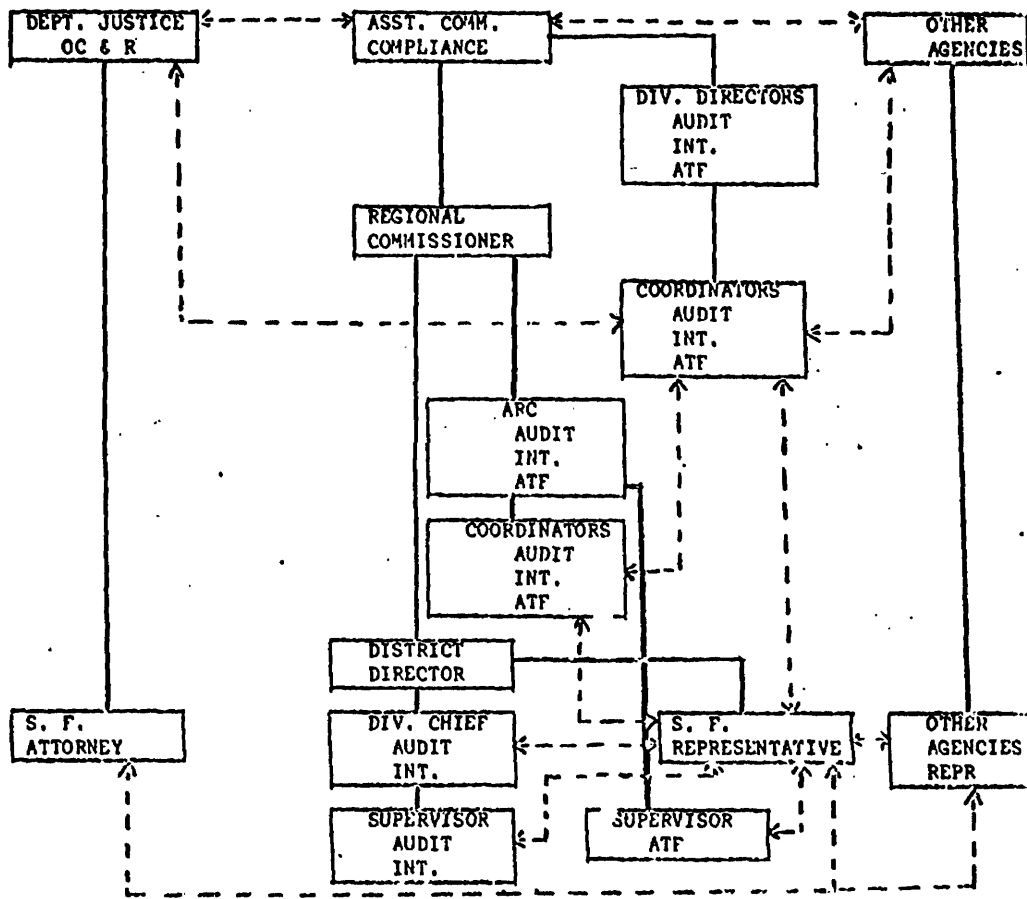 DEPT. JUSTICE
OC & R
ASST. COMM.
COMPLIANCE
OTHER
AGENCIES
DIV. DIRECTORS
AUDIT
INT.
ATF
REGIONAL
COMMISSIONER
COORDINATORS
AUDIT
INT.
ATF
ARC
AUDIT
INT.
ATF
COORDINATORS
AUDIT
INT.
ATF
DISTRICT
DIRECTOR
S. F.
ATTORNEY
DIV. CHIEF
AUDIT
INT.
S. F.
REPRESENTATIVE
OTHER
AGENCIES
REPR
SUPERVISOR
AUDIT
INT.
SUPERVISOR
ATF